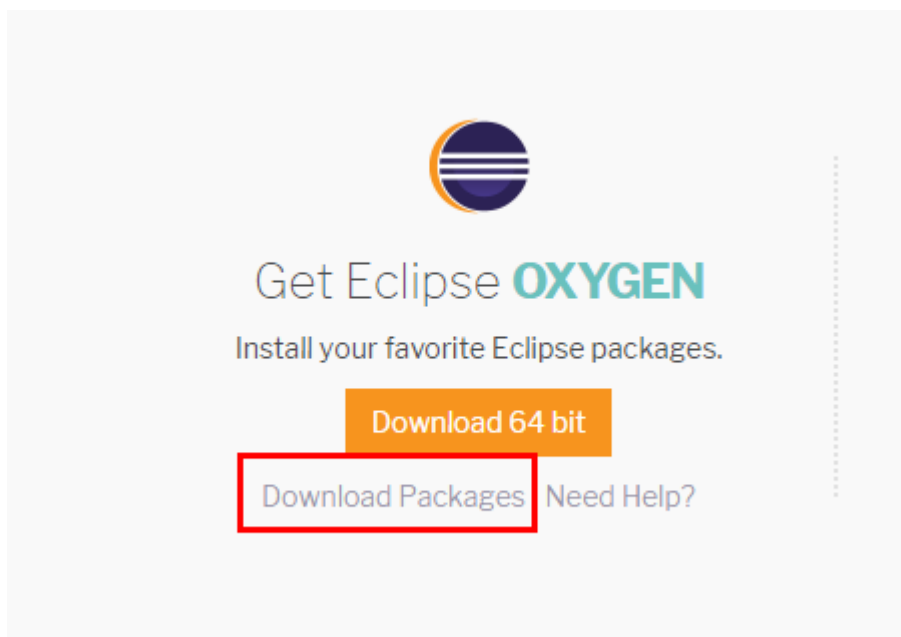 Get Eclipse OXYGEN
Install your favorite Eclipse packages.
Download 64 bit
Download Packages Need Help?